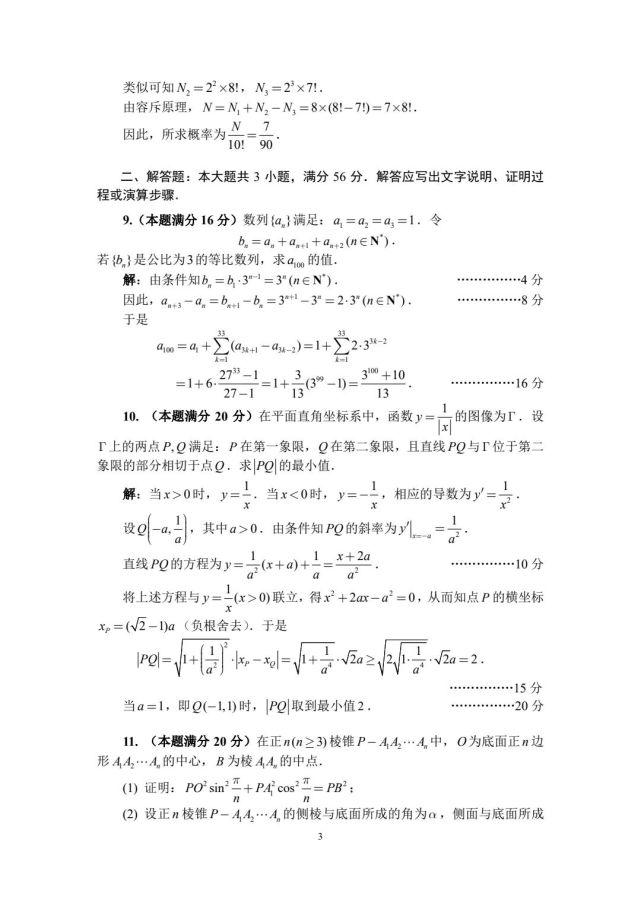 类似可知 N₂ = 2² × 8!，N₃ = 2³ × 7!．
由容斥原理，N = N₁ + N₂ − N₃ = 8 × (8! − 7!) = 7 × 8!．
因此，所求概率为 N/10! = 7/90．
二、解答题：本大题共 3 小题，满分 56 分．解答应写出文字说明、证明过
程或演算步骤．
9.（本题满分 16 分）数列{aₙ}满足：a₁ = a₂ = a₃ = 1．令
bₙ = aₙ + aₙ₊₁ + aₙ₊₂ (n ∈ N*)．
若{bₙ}是公比为 3 的等比数列，求 a₁₀₀ 的值．
解：由条件知 bₙ = b₁ · 3ⁿ⁻¹ = 3ⁿ (n ∈ N*)． ……………4 分
因此，aₙ₊₃ − aₙ = bₙ₊₁ − bₙ = 3ⁿ⁺¹ − 3ⁿ = 2 · 3ⁿ (n ∈ N*)． ……………8 分
于是
a₁₀₀ = a₁ + ∑_{k=1}^{33} (a_{3k+1} − a_{3k−2}) = 1 + ∑_{k=1}^{33} 2 · 3^{3k−2}
= 1 + 6 · (27³³ − 1)/(27 − 1) = 1 + 3/13 (3⁹⁹ − 1) = (3¹⁰⁰ + 10)/13． ……………16 分
10. （本题满分 20 分）在平面直角坐标系中，函数 y = 1/|x| 的图像为 Γ．设
Γ 上的两点 P, Q 满足：P 在第一象限，Q 在第二象限，且直线 PQ 与 Γ 位于第二
象限的部分相切于点 Q．求 |PQ| 的最小值．
解：当 x > 0 时，y = 1/x．当 x < 0 时，y = −1/x，相应的导数为 y′ = 1/x²．
设 Q(−a, 1/a)，其中 a > 0．由条件知 PQ 的斜率为 y′|_{x=−a} = 1/a²．
直线 PQ 的方程为 y = 1/a² (x + a) + 1/a = (x + 2a)/a²． ……………10 分
将上述方程与 y = 1/x (x > 0) 联立，得 x² + 2ax − a² = 0，从而知点 P 的横坐标
x_P = (√2 − 1)a （负根舍去）．于是
|PQ| = √(1 + (1/a²)²) · |x_P − x_Q| = √(1 + 1/a⁴) · √2a ≥ √(2√(1 · 1/a⁴)) · √2a = 2．
……………15 分
当 a = 1，即 Q(−1,1) 时，|PQ| 取到最小值 2． ……………20 分
11. （本题满分 20 分）在正 n (n ≥ 3) 棱锥 P − A₁A₂⋯Aₙ 中，O 为底面正 n 边
形 A₁A₂⋯Aₙ 的中心，B 为棱 A₁Aₙ 的中点．
(1) 证明：PO² sin² π/n + PA₁² cos² π/n = PB²；
(2) 设正 n 棱锥 P − A₁A₂⋯Aₙ 的侧棱与底面所成的角为 α，侧面与底面所成
3